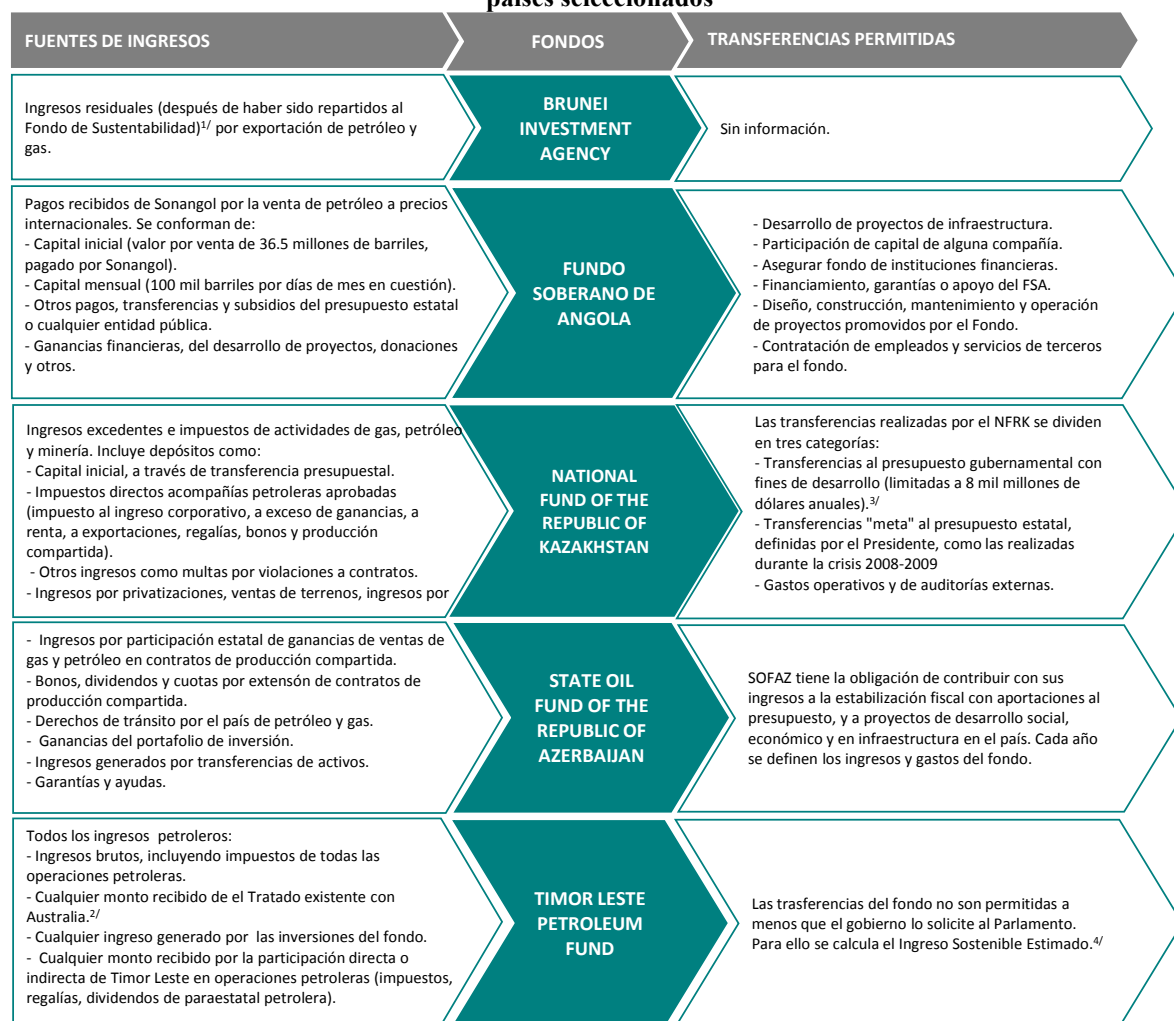 países seleccionados
FUENTES DE INGRESOS
FONDOS
TRANSFERENCIAS PERMITIDAS
Ingresos residuales (después de haber sido repartidos al
Fondo de Sustentabilidad)1/ por exportación de petróleo y
gas.
BRUNEI
INVESTMENT
AGENCY
Sin información.
Pagos recibidos de Sonangol por la venta de petróleo a precios
internacionales. Se conforman de:
- Capital inicial (valor por venta de 36.5 millones de barriles,
pagado por Sonangol).
- Capital mensual (100 mil barriles por días de mes en cuestión).
- Otros pagos, transferencias y subsidios del presupuesto estatal
o cualquier entidad pública.
- Ganancias financieras, del desarrollo de proyectos, donaciones
y otros.
FUNDO
SOBERANO DE
ANGOLA
- Desarrollo de proyectos de infraestructura.
- Participación de capital de alguna compañía.
- Asegurar fondo de instituciones financieras.
- Financiamiento, garantías o apoyo del FSA.
- Diseño, construcción, mantenimiento y operación
de proyectos promovidos por el Fondo.
- Contratación de empleados y servicios de terceros
para el fondo.
Ingresos excedentes e impuestos de actividades de gas, petróleo
y minería. Incluye depósitos como:
- Capital inicial, a través de transferencia presupuestal.
- Impuestos directos acompañías petroleras aprobadas
(impuesto al ingreso corporativo, a exceso de ganancias, a
renta, a exportaciones, regalías, bonos y producción
compartida).
- Otros ingresos como multas por violaciones a contratos.
- Ingresos por privatizaciones, ventas de terrenos, ingresos por
NATIONAL
FUND OF THE
REPUBLIC OF
KAZAKHSTAN
Las transferencias realizadas por el NFRK se dividen
en tres categorías:
- Transferencias al presupuesto gubernamental con
fines de desarrollo (limitadas a 8 mil millones de
dólares anuales).3/
- Transferencias "meta" al presupuesto estatal,
definidas por el Presidente, como las realizadas
durante la crisis 2008-2009
- Gastos operativos y de auditorías externas.
- Ingresos por participación estatal de ganancias de ventas de
gas y petróleo en contratos de producción compartida.
- Bonos, dividendos y cuotas por extensón de contratos de
producción compartida.
- Derechos de tránsito por el país de petróleo y gas.
- Ganancias del portafolio de inversión.
- Ingresos generados por transferencias de activos.
- Garantías y ayudas.
STATE OIL
FUND OF THE
REPUBLIC OF
AZERBAIJAN
SOFAZ tiene la obligación de contribuir con sus
ingresos a la estabilización fiscal con aportaciones al
presupuesto, y a proyectos de desarrollo social,
económico y en infraestructura en el país. Cada año
se definen los ingresos y gastos del fondo.
Todos los ingresos petroleros:
- Ingresos brutos, incluyendo impuestos de todas las
operaciones petroleras.
- Cualquier monto recibido de el Tratado existente con
Australia.2/
- Cualquier ingreso generado por las inversiones del fondo.
- Cualquier monto recibido por la participación directa o
indirecta de Timor Leste en operaciones petroleras (impuestos,
regalías, dividendos de paraestatal petrolera).
TIMOR LESTE
PETROLEUM
FUND
Las trasferencias del fondo no son permitidas a
menos que el gobierno lo solicite al Parlamento.
Para ello se calcula el Ingreso Sostenible Estimado.4/